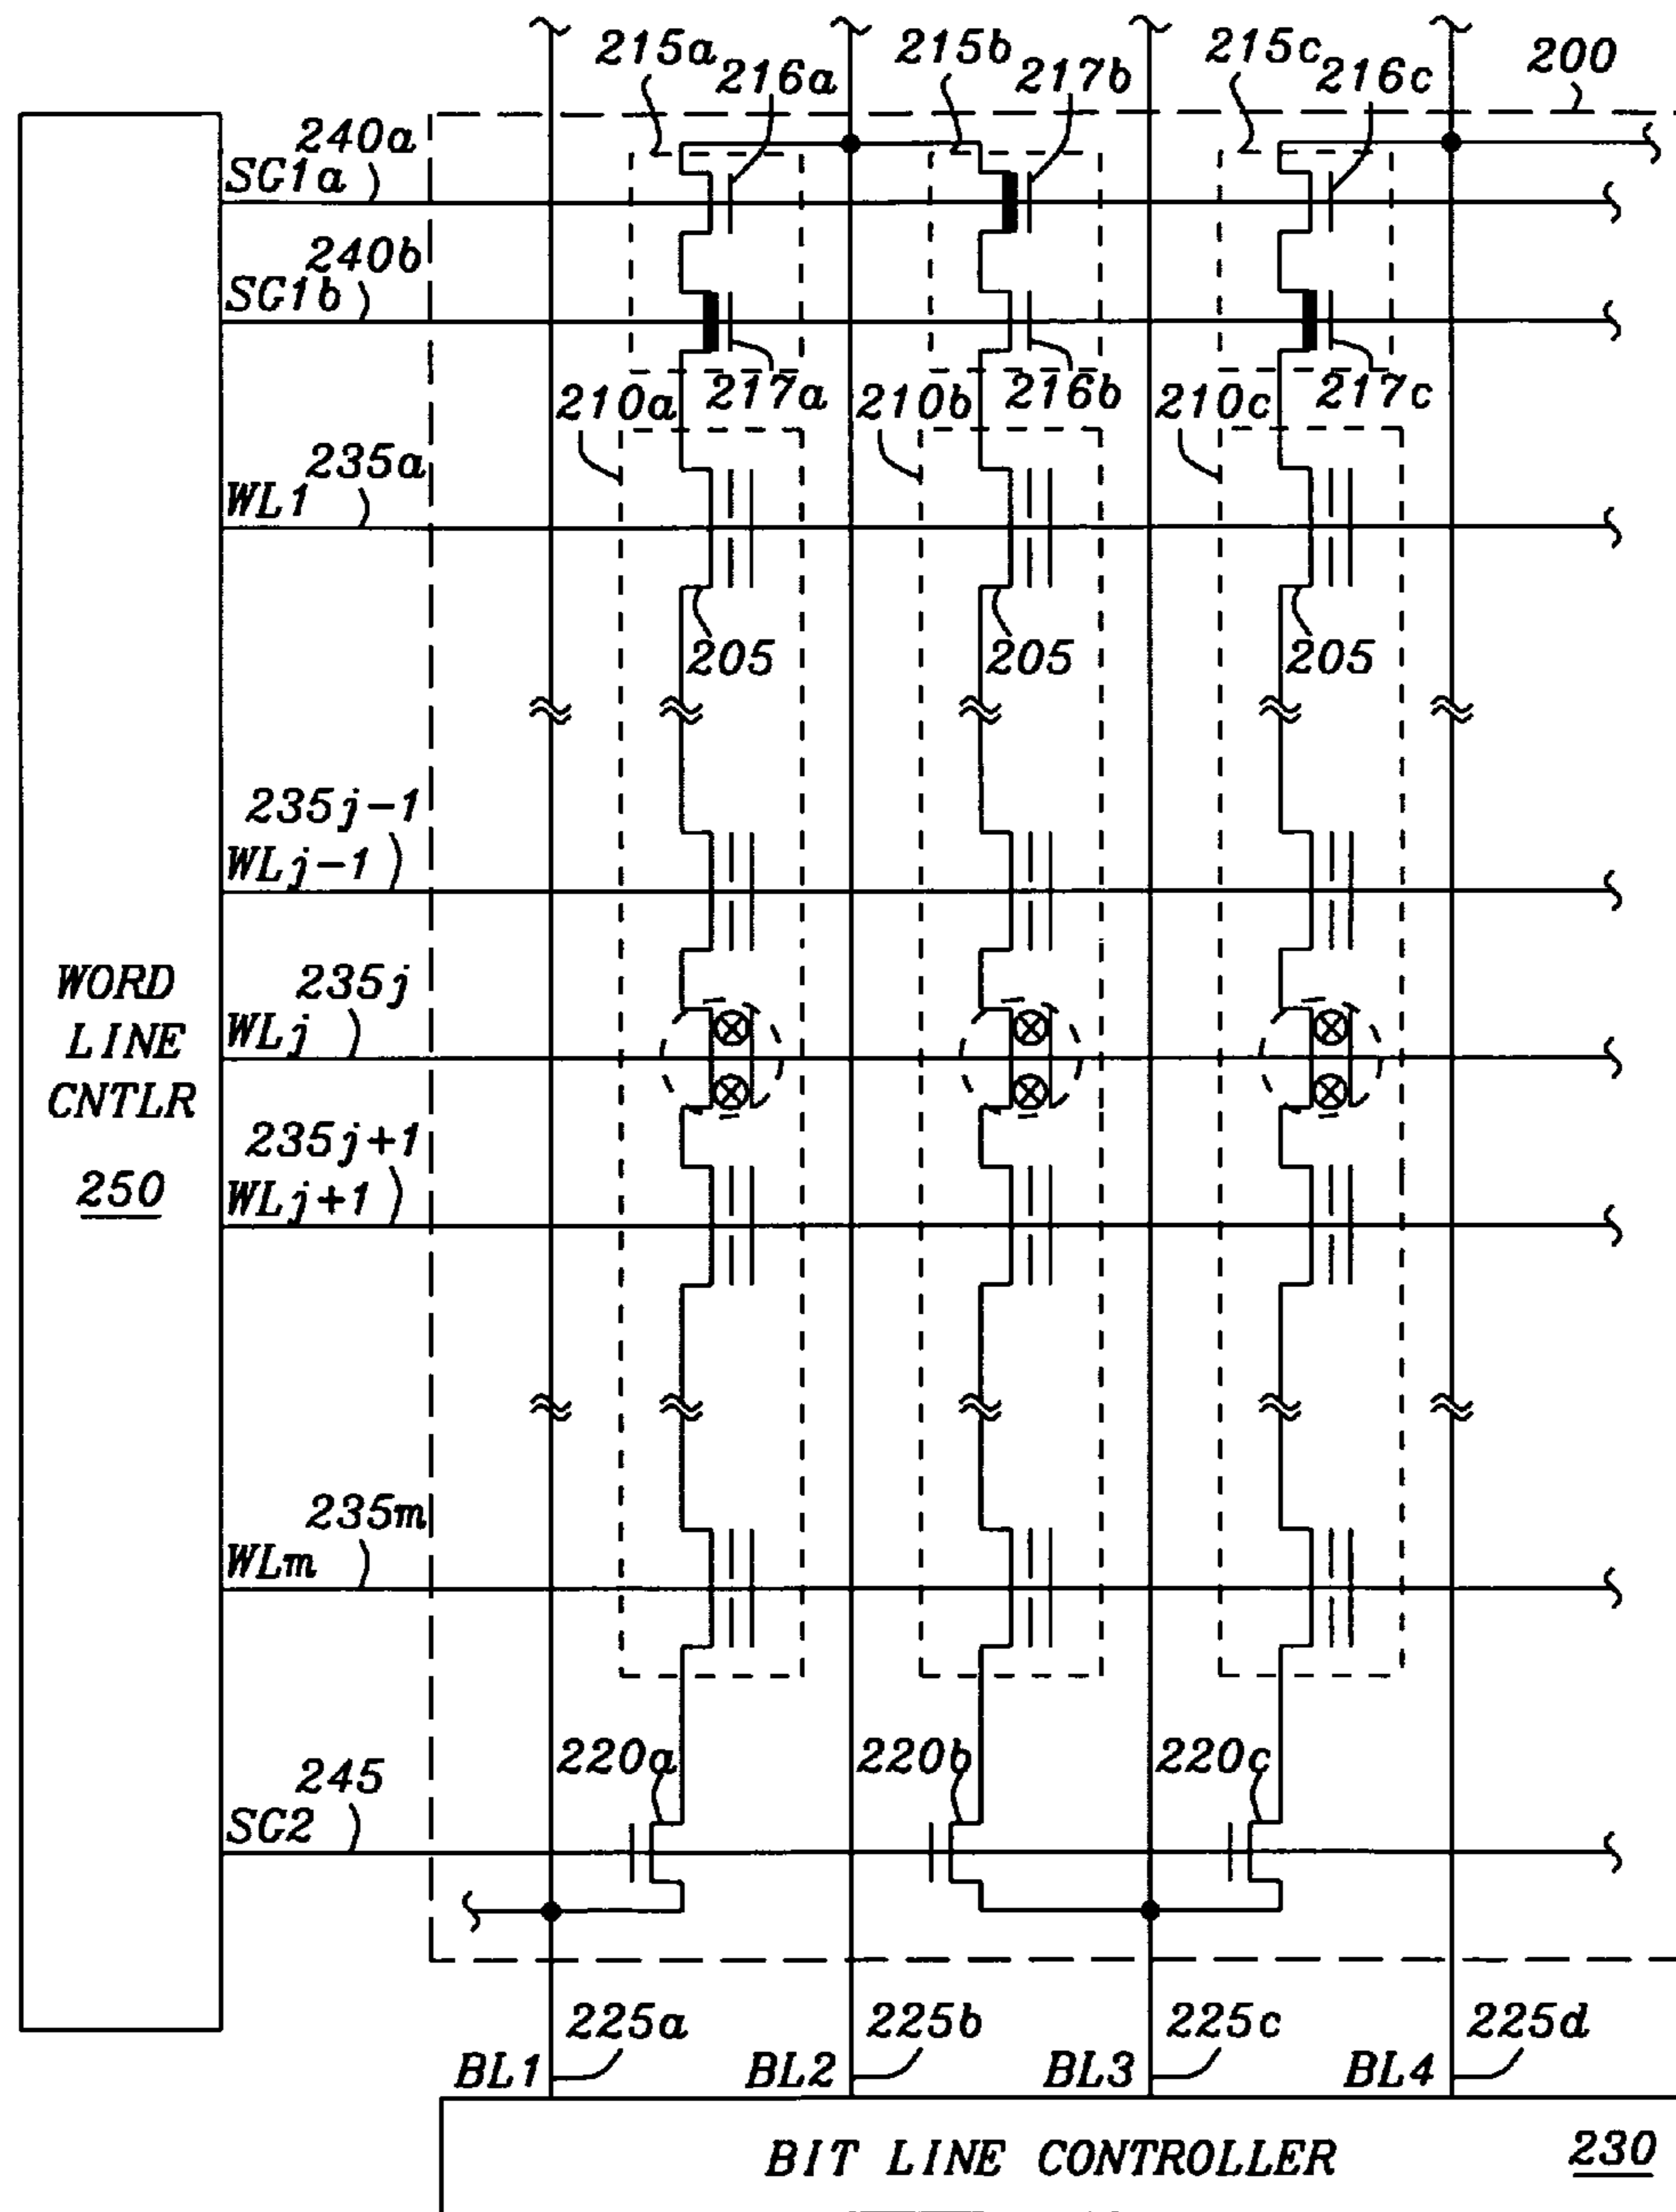 215a 215b 215c 200
216a 217b 216c
240a
SG1a
240b
SG1b
217a 216b 217c
210a 210b 210c
235a
WL1
205 205 205
235j-1
WLj-1
235j
WLj
235j+1
WLj+1
WORD
LINE
CNTLR
250
235m
WLm
220a 220b 220c
245
SG2
225a 225b 225c 225d
BL1 BL2 BL3 BL4
BIT LINE CONTROLLER 230